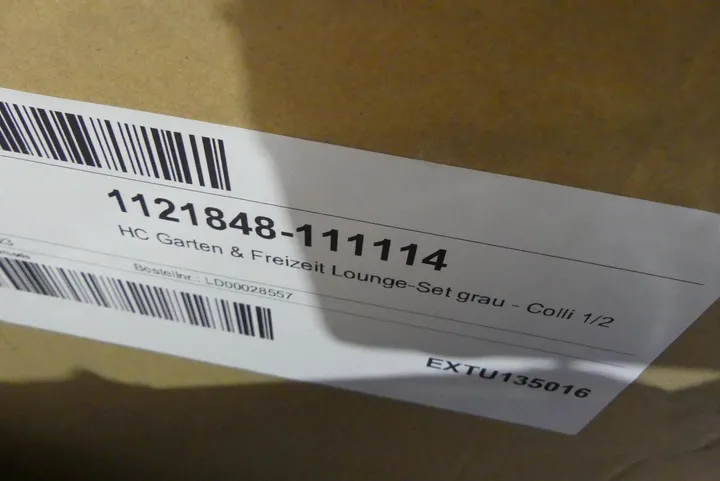 1121848-111114
HC Garten & Freizeit Lounge-Set grau - Colli 1/2
Bestellnr.: LD00028557
EXTU135016